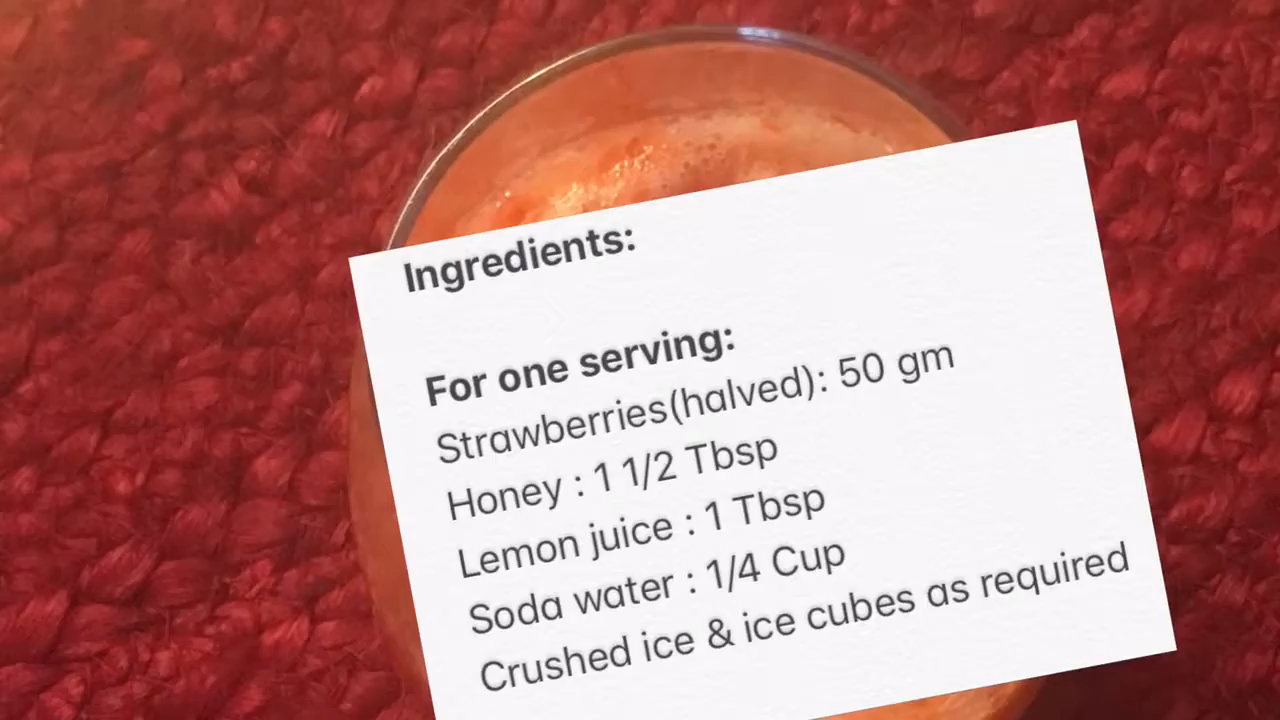 Ingredients:
For one serving:
Strawberries(halved): 50 gm
Honey : 1 1/2 Tbsp
Lemon juice : 1 Tbsp
Soda water : 1/4 Cup
Crushed ice & ice cubes as required